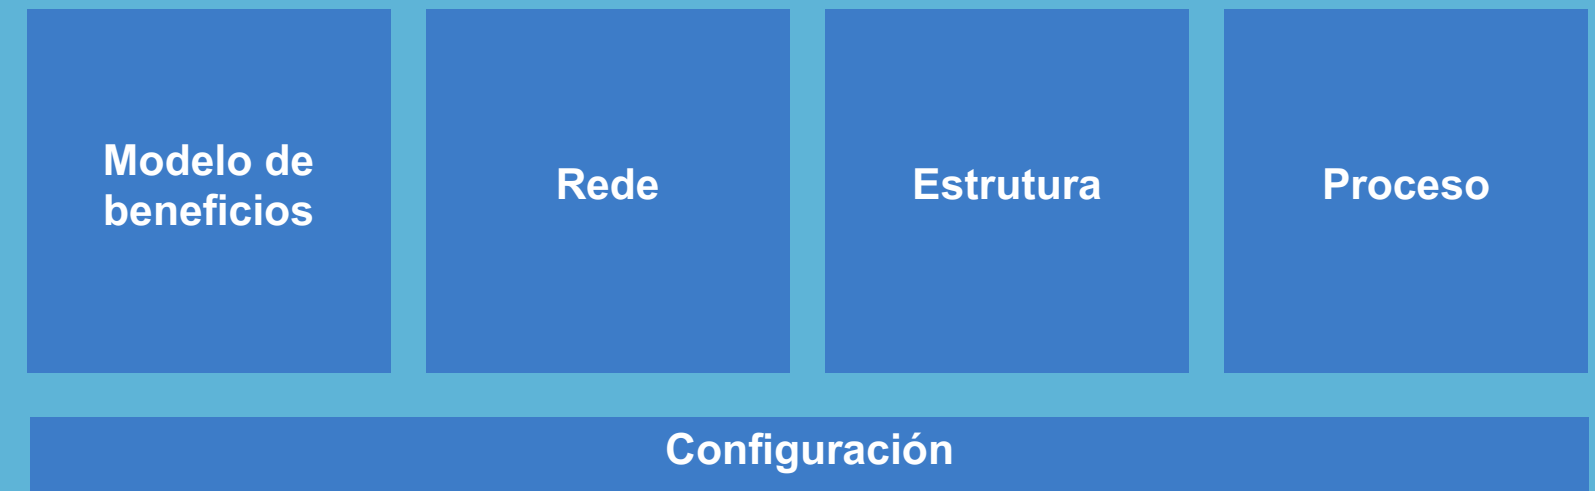 Modelo de
beneficios
Rede
Estrutura
Proceso
Configuración